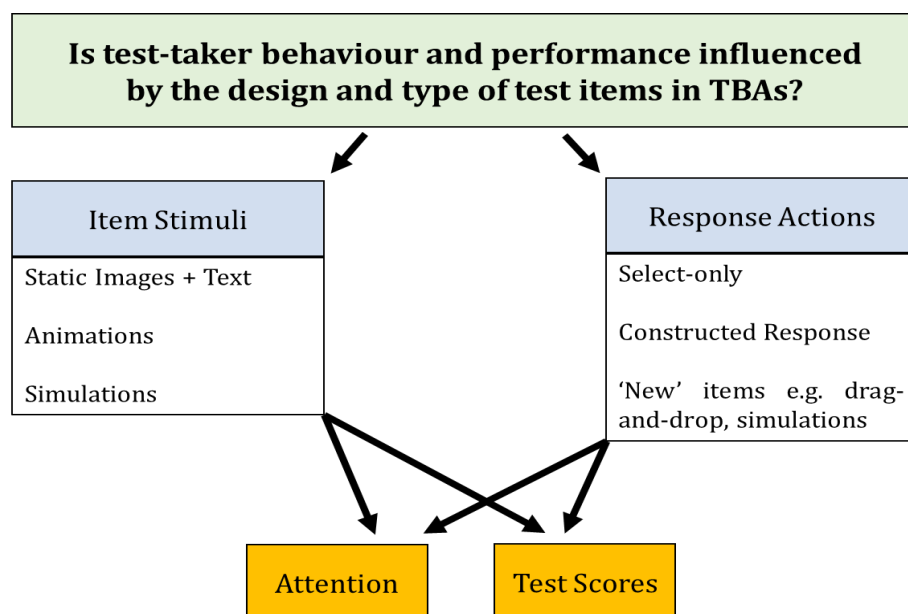 Is test-taker behaviour and performance influenced
by the design and type of test items in TBAs?
Item Stimuli
Static Images + Text
Animations
Simulations
Response Actions
Select-only
Constructed Response
‘New’ items e.g. drag-
and-drop, simulations
Attention
Test Scores